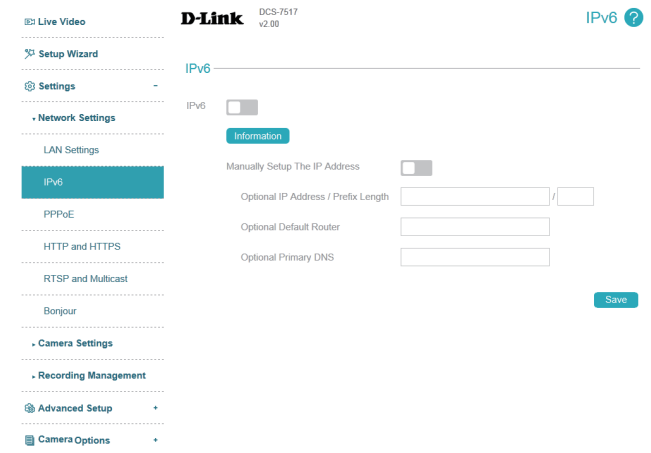 Live Video
D-Link DCS-7517
v2.00
IPv6 ?
Setup Wizard
Settings -
Network Settings
LAN Settings
IPv6
PPPoE
HTTP and HTTPS
RTSP and Multicast
Bonjour
Camera Settings
Recording Management
Advanced Setup +
Camera Options +
IPv6
IPv6
Information
Manually Setup The IP Address
Optional IP Address / Prefix Length /
Optional Default Router
Optional Primary DNS
Save